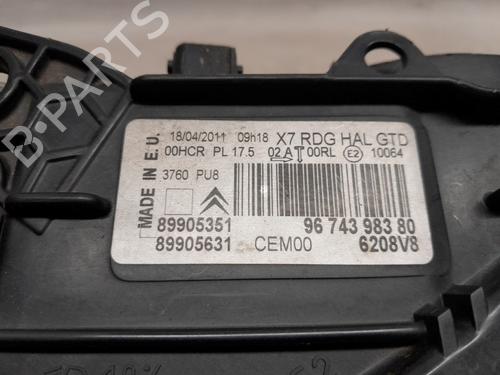 18/04/2011 09h18 X7 RDG HAL GTD
00HCR PL 17.5 02 A 00RL E2 10064
3760 PU8
MADE IN E.U.
89905351 96 743 983 80
89905631 CEM00 6208V8